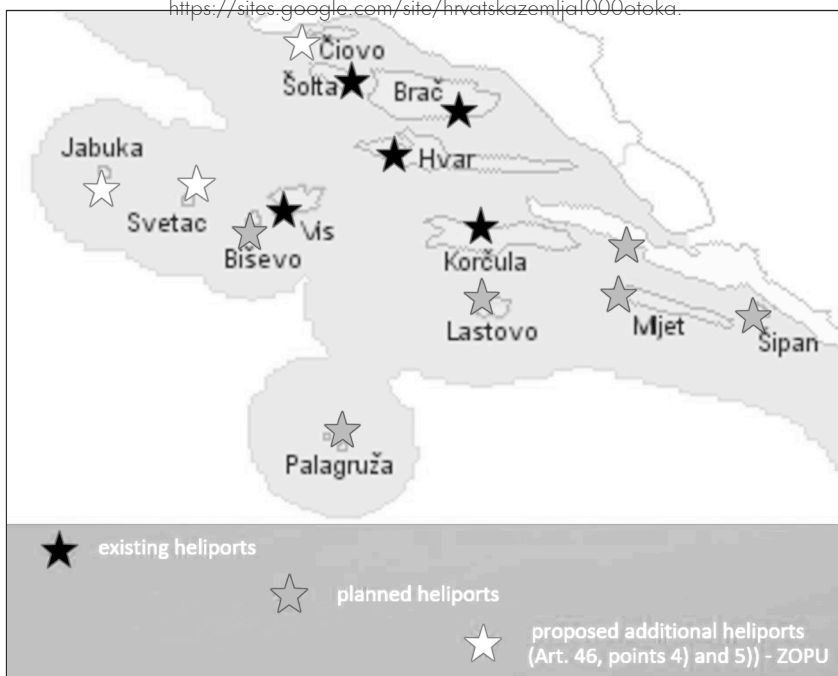 https://sites.google.com/site/hrvatskazemlja1000otoka.
Čiovo
Šolta
Brač
Hvar
Jabuka
Svetac
Vis
Biševo
Korčula
Lastovo
Mljet
Šipan
Palagruža
existing heliports
planned heliports
proposed additional heliports
(Art. 46, points 4) and 5)) - ZOPU